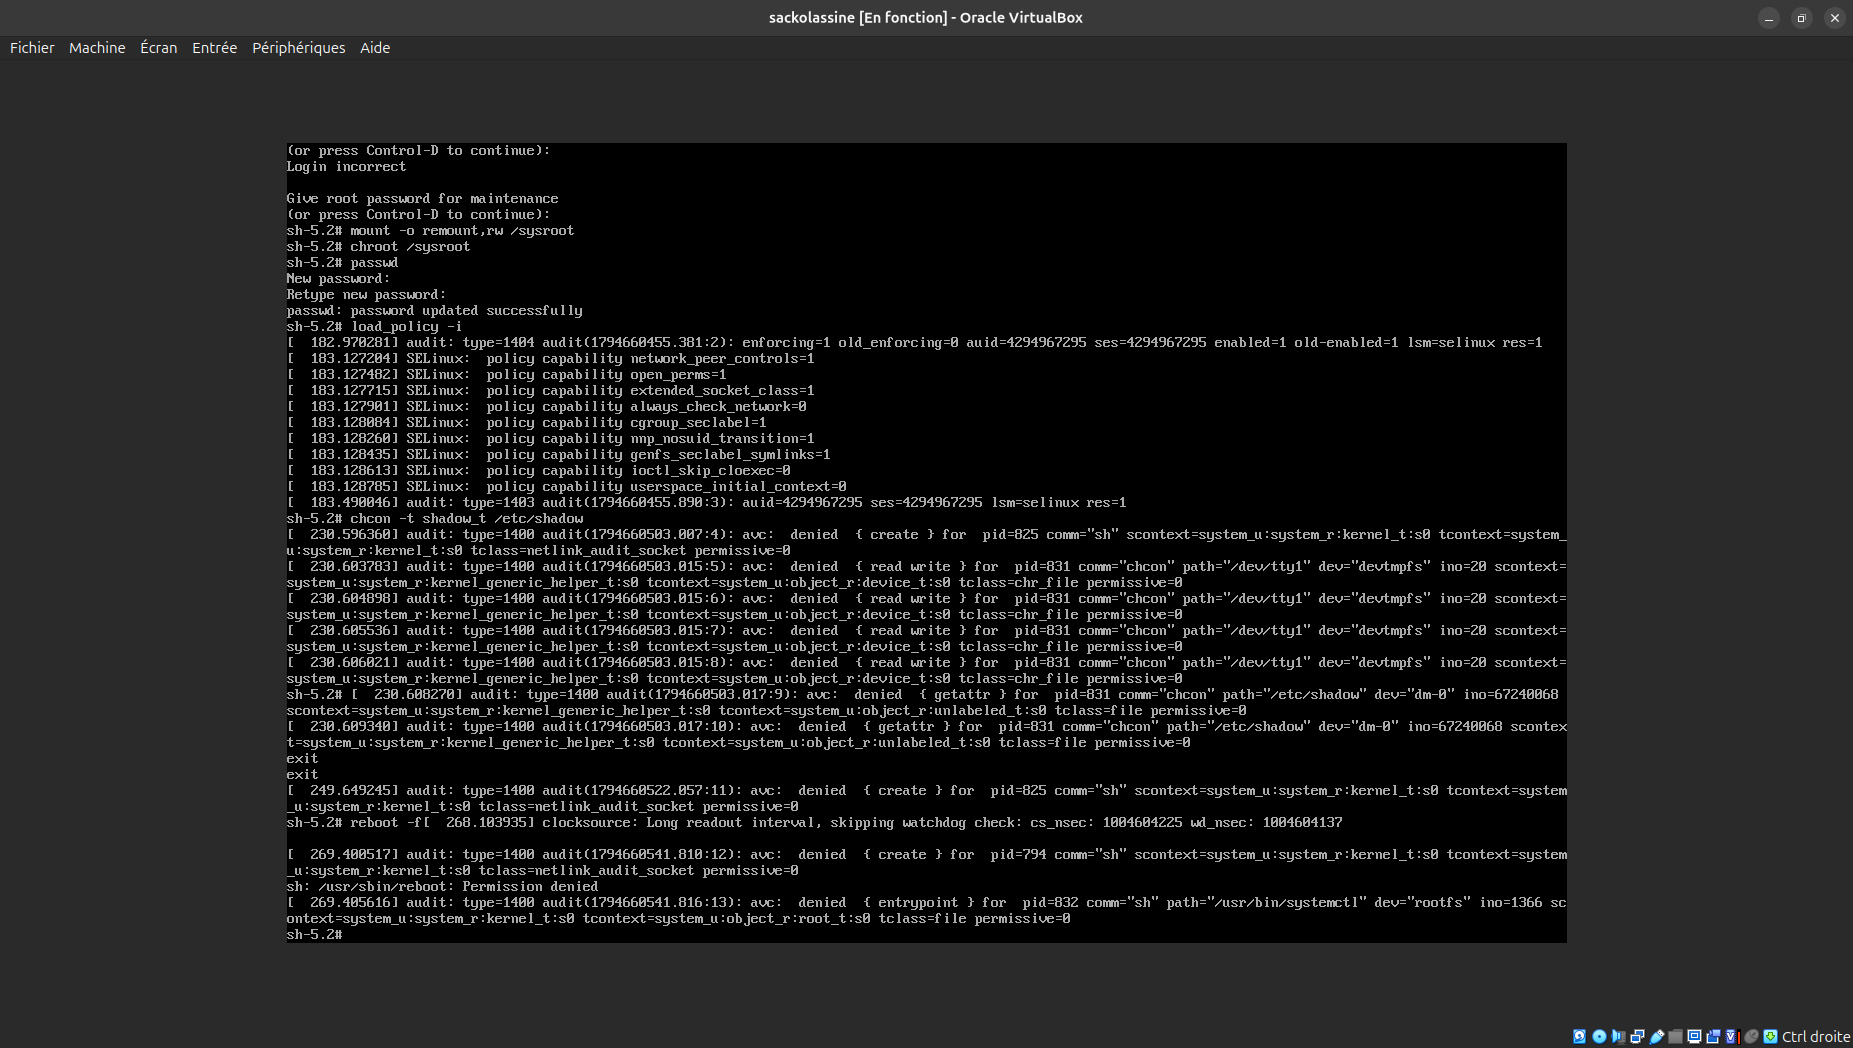 sackolassine [En fonction] - Oracle VirtualBox
Fichier Machine Écran Entrée Périphériques Aide
(or press Control-D to continue):
Login incorrect
Give root password for maintenance
(or press Control-D to continue):
sh-5.2# mount -o remount,rw /sysroot
sh-5.2# chroot /sysroot
sh-5.2# passwd
New password:
Retype new password:
passwd: password updated successfully
sh-5.2# load_policy -i
[  182.970281] audit: type=1404 audit(1794660455.381:2): enforcing=1 old_enforcing=0 auid=4294967295 ses=4294967295 enabled=1 old-enabled=1 lsm=selinux res=1
[  183.127204] SELinux:  policy capability network_peer_controls=1
[  183.127482] SELinux:  policy capability open_perms=1
[  183.127715] SELinux:  policy capability extended_socket_class=1
[  183.127901] SELinux:  policy capability always_check_network=0
[  183.128084] SELinux:  policy capability cgroup_seclabel=1
[  183.128260] SELinux:  policy capability nnp_nosuid_transition=1
[  183.128435] SELinux:  policy capability genfs_seclabel_symlinks=1
[  183.128613] SELinux:  policy capability ioctl_skip_cloexec=0
[  183.128785] SELinux:  policy capability userspace_initial_context=0
[  183.490046] audit: type=1403 audit(1794660455.890:3): auid=4294967295 ses=4294967295 lsm=selinux res=1
sh-5.2# chcon -t shadow_t /etc/shadow
[  230.596360] audit: type=1400 audit(1794660503.007:4): avc:  denied  { create } for  pid=825 comm="sh" scontext=system_u:system_r:kernel_t:s0 tcontext=system_
u:system_r:kernel_t:s0 tclass=netlink_audit_socket permissive=0
[  230.603783] audit: type=1400 audit(1794660503.015:5): avc:  denied  { read write } for  pid=831 comm="chcon" path="/dev/tty1" dev="devtmpfs" ino=20 scontext=
system_u:system_r:kernel_generic_helper_t:s0 tcontext=system_u:object_r:device_t:s0 tclass=chr_file permissive=0
[  230.604898] audit: type=1400 audit(1794660503.015:6): avc:  denied  { read write } for  pid=831 comm="chcon" path="/dev/tty1" dev="devtmpfs" ino=20 scontext=
system_u:system_r:kernel_generic_helper_t:s0 tcontext=system_u:object_r:device_t:s0 tclass=chr_file permissive=0
[  230.605536] audit: type=1400 audit(1794660503.015:7): avc:  denied  { read write } for  pid=831 comm="chcon" path="/dev/tty1" dev="devtmpfs" ino=20 scontext=
system_u:system_r:kernel_generic_helper_t:s0 tcontext=system_u:object_r:device_t:s0 tclass=chr_file permissive=0
[  230.606021] audit: type=1400 audit(1794660503.015:8): avc:  denied  { read write } for  pid=831 comm="chcon" path="/dev/tty1" dev="devtmpfs" ino=20 scontext=
system_u:system_r:kernel_generic_helper_t:s0 tcontext=system_u:object_r:device_t:s0 tclass=chr_file permissive=0
sh-5.2# [  230.608270] audit: type=1400 audit(1794660503.017:9): avc:  denied  { getattr } for  pid=831 comm="chcon" path="/etc/shadow" dev="dm-0" ino=67240068
scontext=system_u:system_r:kernel_generic_helper_t:s0 tcontext=system_u:object_r:unlabeled_t:s0 tclass=file permissive=0
[  230.609340] audit: type=1400 audit(1794660503.017:10): avc:  denied  { getattr } for  pid=831 comm="chcon" path="/etc/shadow" dev="dm-0" ino=67240068 scontex
t=system_u:system_r:kernel_generic_helper_t:s0 tcontext=system_u:object_r:unlabeled_t:s0 tclass=file permissive=0
exit
exit
[  249.649245] audit: type=1400 audit(1794660522.057:11): avc:  denied  { create } for  pid=825 comm="sh" scontext=system_u:system_r:kernel_t:s0 tcontext=system
_u:system_r:kernel_t:s0 tclass=netlink_audit_socket permissive=0
sh-5.2# reboot -f[  268.103935] clocksource: Long readout interval, skipping watchdog check: cs_nsec: 1004604225 wd_nsec: 1004604137
[  269.400517] audit: type=1400 audit(1794660541.810:12): avc:  denied  { create } for  pid=794 comm="sh" scontext=system_u:system_r:kernel_t:s0 tcontext=system
_u:system_r:kernel_t:s0 tclass=netlink_audit_socket permissive=0
sh: /usr/sbin/reboot: Permission denied
[  269.405616] audit: type=1400 audit(1794660541.816:13): avc:  denied  { entrypoint } for  pid=832 comm="sh" path="/usr/bin/systemctl" dev="rootfs" ino=1366 sc
ontext=system_u:system_r:kernel_t:s0 tcontext=system_u:object_r:root_t:s0 tclass=file permissive=0
sh-5.2#
Ctrl droite